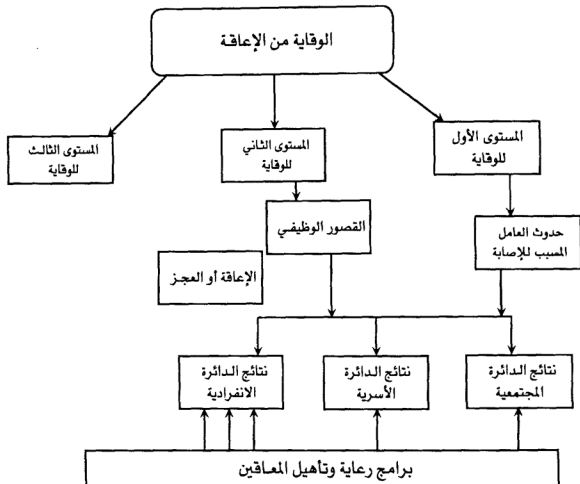 الوقاية من الإعاقة
المستوى الأول
للوقاية
المستوى الثاني
للوقاية
المستوى الثالث
للوقاية
حدوث العامل
المسبب للإصابة
القصور الوظيفي
الإعاقة أو العجز
نتائج الدائرة
المجتمعية
نتائج الدائرة
الأسرية
نتائج الدائرة
الانفرادية
برامج رعاية وتأهيل المعاقين